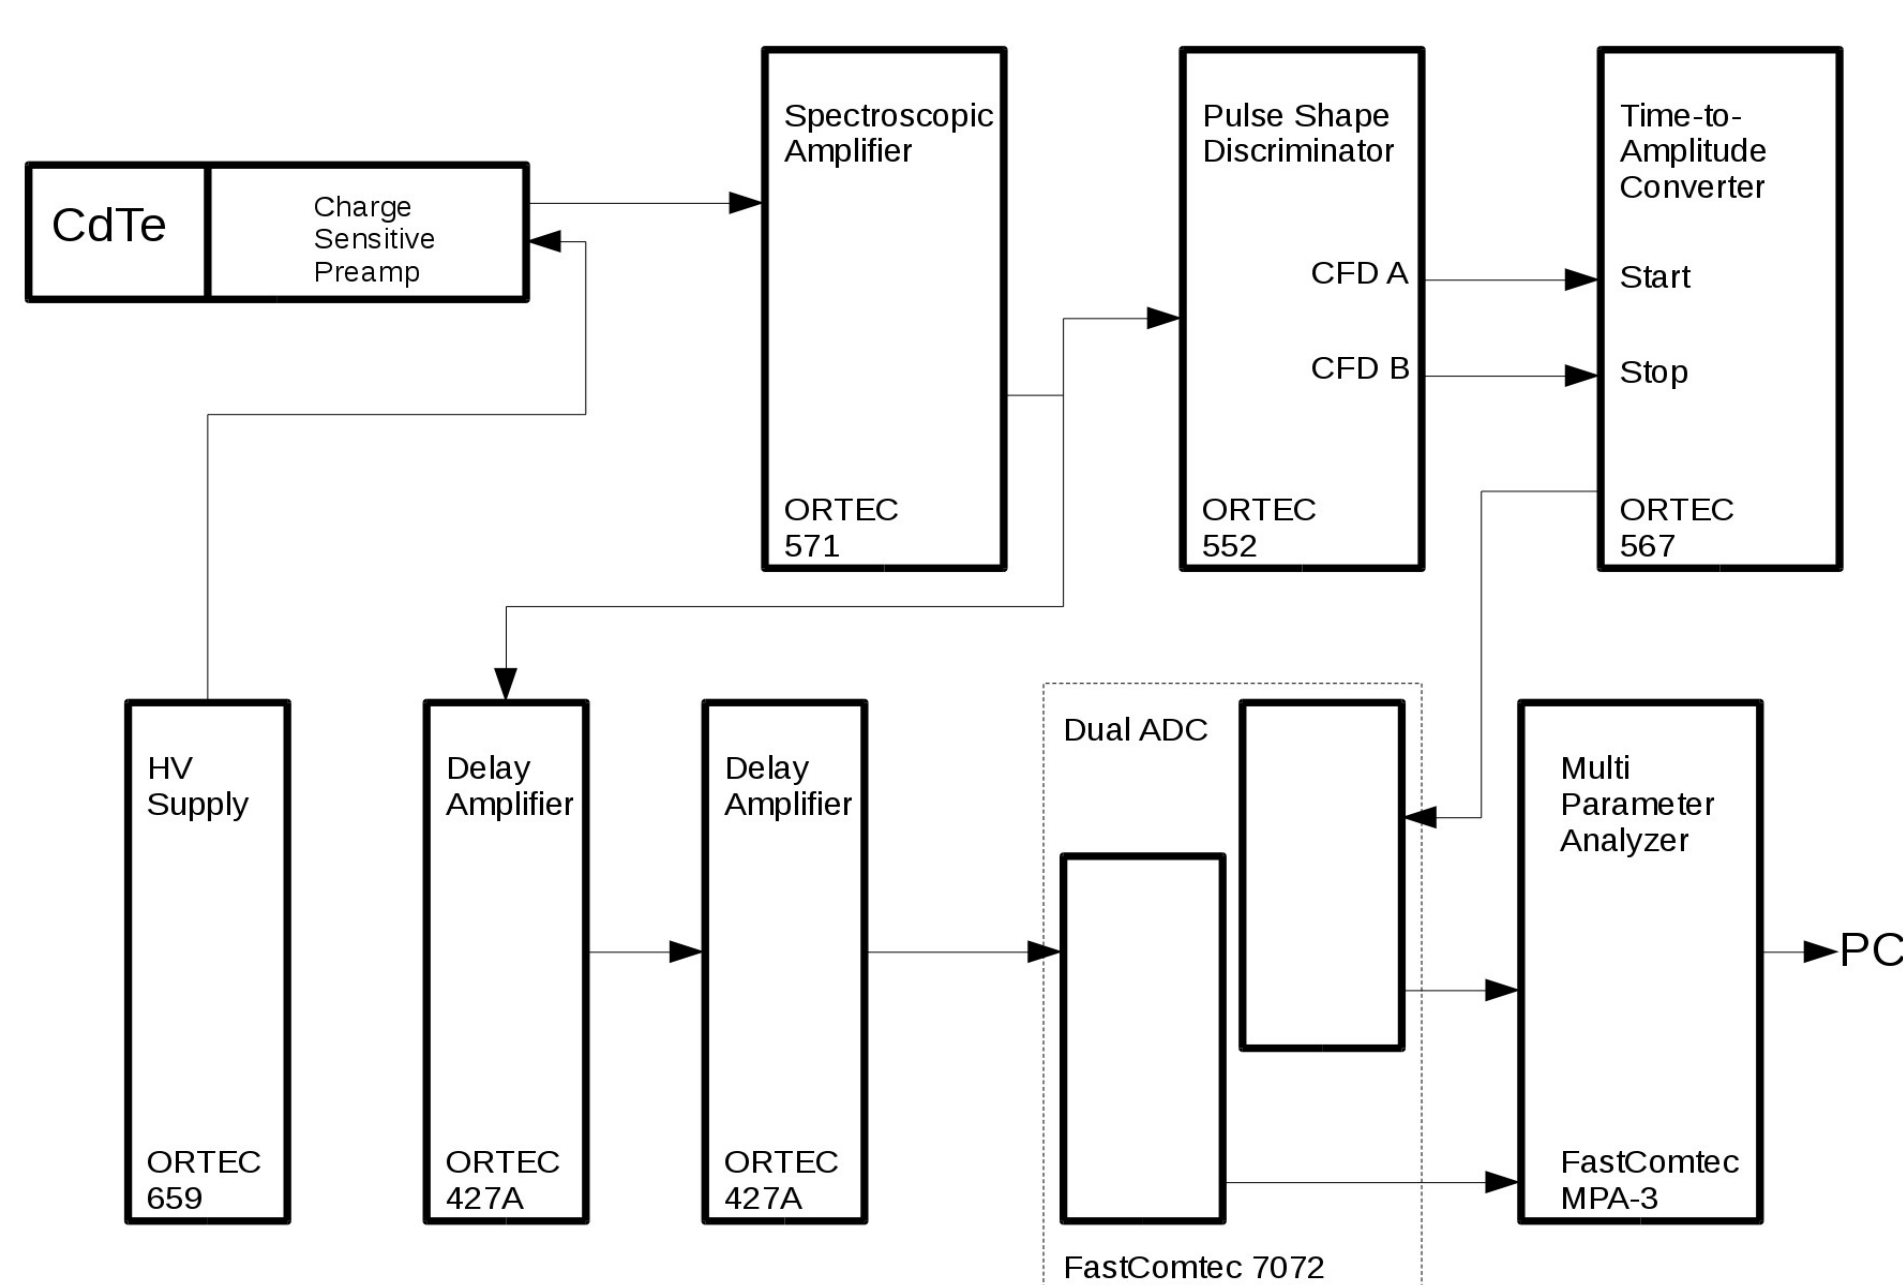 CdTe
Charge
Sensitive
Preamp
Spectroscopic
Amplifier
ORTEC
571
Pulse Shape
Discriminator
CFD A
CFD B
ORTEC
552
Time-to-
Amplitude
Converter
Start
Stop
ORTEC
567
HV
Supply
ORTEC
659
Delay
Amplifier
ORTEC
427A
Delay
Amplifier
ORTEC
427A
Dual ADC
FastComtec 7072
Multi
Parameter
Analyzer
FastComtec
MPA-3
PC